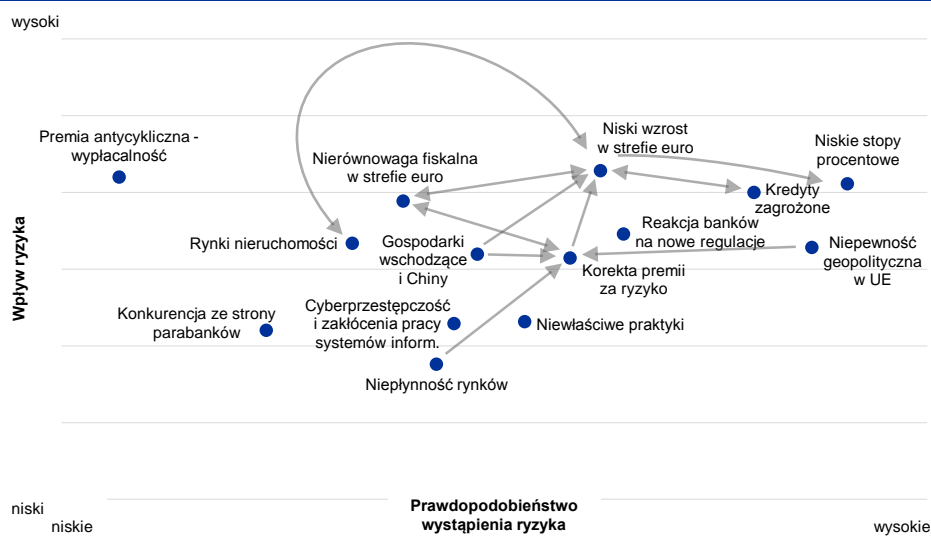 wysoki
Premia antycykliczna -
wypłacalność
Nierównowaga fiskalna
w strefie euro
Niski wzrost
w strefie euro
Niskie stopy
procentowe
Kredyty
zagrożone
Rynki nieruchomości
Gospodarki
wschodzące
i Chiny
Reakcja banków
na nowe regulacje
Niepewność
geopolityczna
w UE
Korekta premii
za ryzyko
Wpływ ryzyka
Konkurencja ze strony
parabanków
Cyberprzestępczość
i zakłócenia pracy
systemów inform.
Niewłaściwe praktyki
Niepłynność rynków
niski
niskie
Prawdopodobieństwo
wystąpienia ryzyka
wysokie